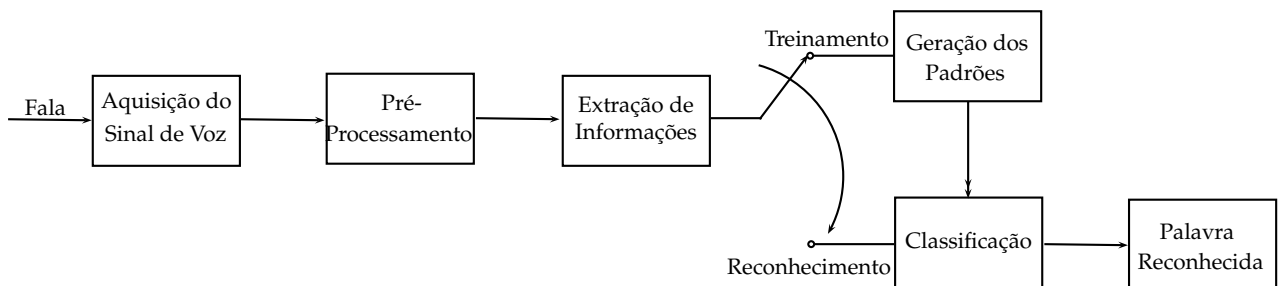 Fala
Aquisição do
Sinal de Voz
Pré-
Processamento
Extração de
Informações
Treinamento
Geração dos
Padrões
Reconhecimento
Classificação
Palavra
Reconhecida